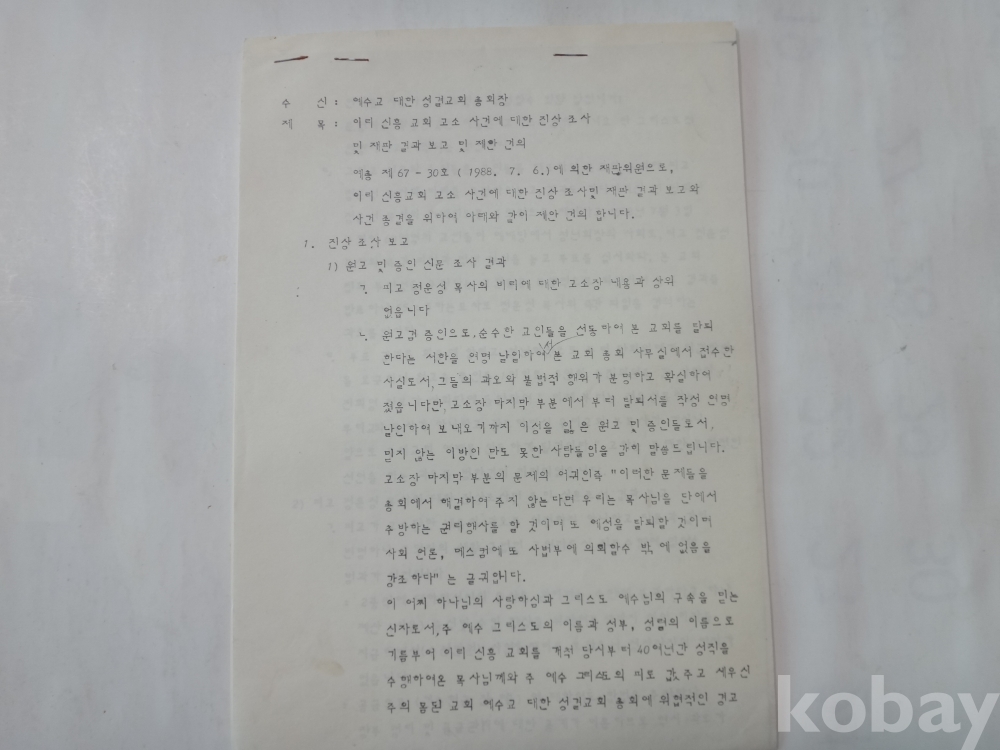 수 신 : 예수교 대한 성결교회 총회장
제 목 : 이리 신흥 교회 고소 사건에 대한 진상 조사
및 재판 결과 보고 및 제한 건의
예총 제 67 - 30호 ( 1988. 7. 6.)에 의한 재판위원으로,
이리 신흥교회 고소 사건에 대한 진상 조사및 재판 결과 보고와
사건 종결을 위하여 아래와 같이 제안 건의 합니다.
1. 진상 조사 보고
1) 원고 및 증인 신문 조사 결과
ㄱ. 피고 정운성 목사의 비리에 대한 고소장 내용과 상위
없읍니다
ㄴ. 원고겸 증인으로, 순수한 교인들을 선동하여 본 교회를 탈퇴
한다는 서한을 연명 날인하여서 본 교회 총회 사무실에서 접수한
사실로서, 그들의 과오와 불법적 행위가 분명하고 확실하여
졌읍니다만, 고소장 마지막 부분에서 부터 탈퇴서를 작성 연명
날인하여 보내오기까지 이성을 잃은 원고 및 증인들로서,
믿지 않는 이방인 만도 못한 사람들임을 감히 말씀드립니다.
고소장 마지막 부분의 문제의 어귀인즉 "이러한 문제들을
총회에서 해결하여 주지 않는다면 우리는 목사님을 단에서
추방하는 권리행사를 할 것이며 또 예성을 탈퇴할 것이며
사회 언론, 메스컴에 또 사법부에 의뢰할수 밖 에 없음을
강조하다" 는 글귀입니다.
이 어찌 하나님의 사랑하심과 그리스도 예수님의 구속을 믿는
신자로서, 주 예수 그리스도의 이름과 성부, 성령의 이름으로
기름부어 이리 신흥 교회를 개척 당시부터 40여년간 성직을
수행하여온 목사님께와 주 예수 그리스도의 피로 값 주고 세우신
주의 몸된 교회 예수교 대한 성결교회 총회에 위협적인 경고
kobay